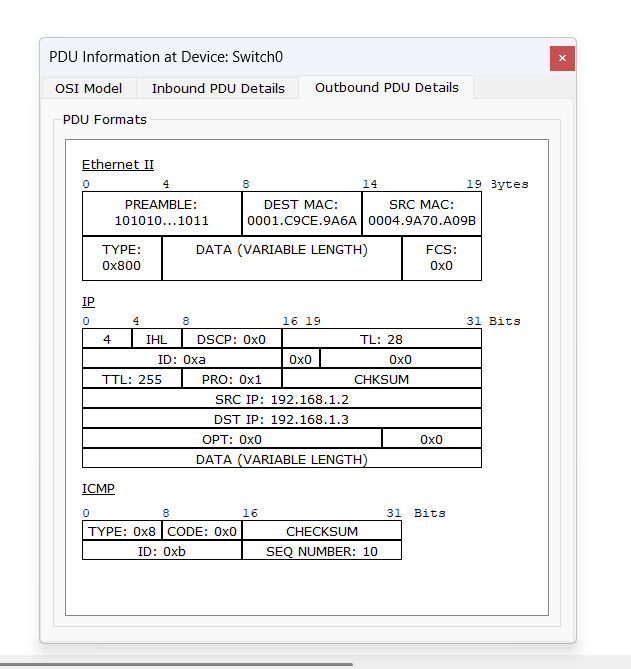 PDU Information at Device: Switch0
x
OSI Model Inbound PDU Details Outbound PDU Details
PDU Formats
Ethernet II
0 4 8 14 19 Bytes
PREAMBLE: DEST MAC: SRC MAC:
101010...1011 0001.C9CE.9A6A 0004.9A70.A09B
TYPE: DATA (VARIABLE LENGTH) FCS:
0x800 0x0
IP
0 4 8 16 19 31 Bits
4 IHL DSCP: 0x0 TL: 28
ID: 0xa 0x0 0x0
TTL: 255 PRO: 0x1 CHKSUM
SRC IP: 192.168.1.2
DST IP: 192.168.1.3
OPT: 0x0 0x0
DATA (VARIABLE LENGTH)
ICMP
0 8 16 31 Bits
TYPE: 0x8 CODE: 0x0 CHECKSUM
ID: 0xb SEQ NUMBER: 10